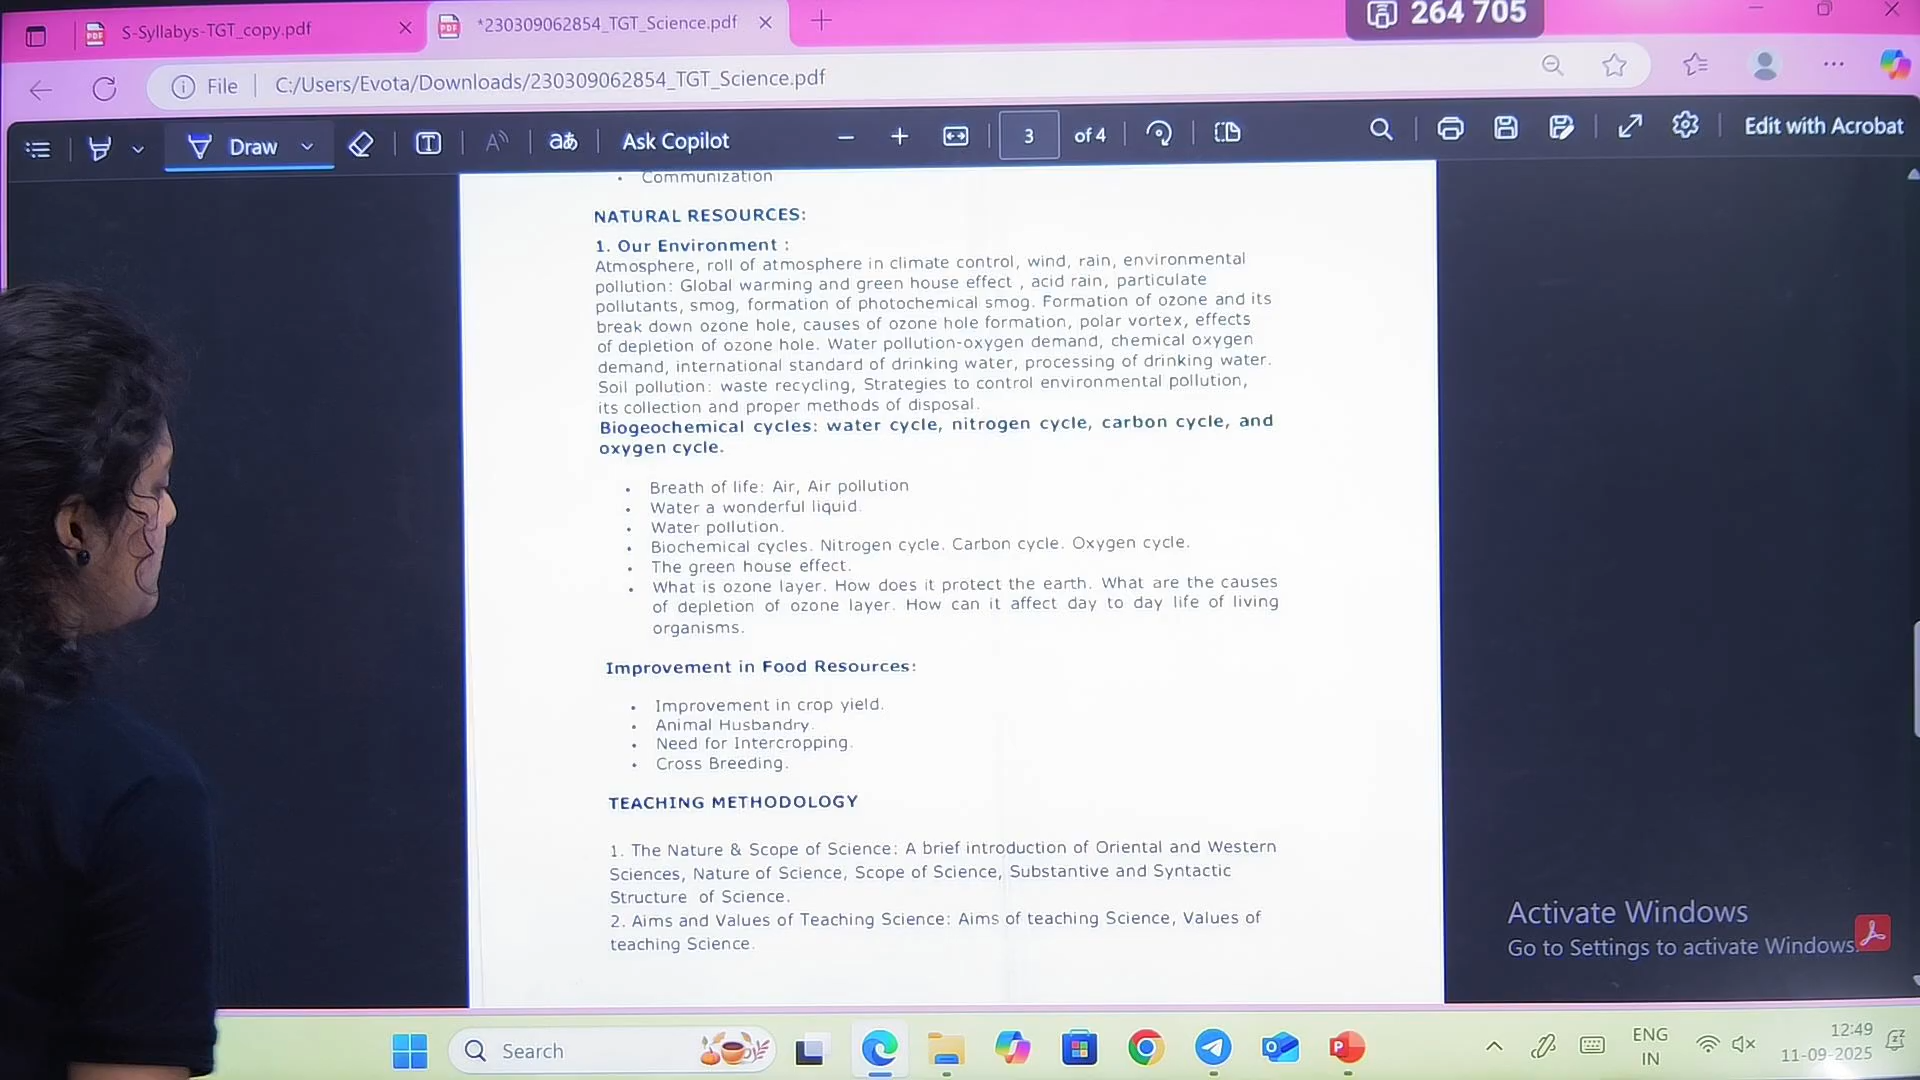 264 705
S-Syllabys-TGT_copy.pdf
*230309062854_TGT_Science.pdf
File
C:/Users/Evota/Downloads/230309062854_TGT_Science.pdf
Draw
Ask Copilot
3
of 4
Edit with Acrobat
• Communization
NATURAL RESOURCES:
1. Our Environment :
Atmosphere, roll of atmosphere in climate control, wind, rain, environmental
pollution: Global warming and green house effect , acid rain, particulate
pollutants, smog, formation of photochemical smog. Formation of ozone and its
break down ozone hole, causes of ozone hole formation, polar vortex, effects
of depletion of ozone hole. Water pollution-oxygen demand, chemical oxygen
demand, international standard of drinking water, processing of drinking water.
Soil pollution: waste recycling, Strategies to control environmental pollution,
its collection and proper methods of disposal.
Biogeochemical cycles: water cycle, nitrogen cycle, carbon cycle, and
oxygen cycle.
• Breath of life: Air, Air pollution
• Water a wonderful liquid.
• Water pollution.
• Biochemical cycles. Nitrogen cycle. Carbon cycle. Oxygen cycle.
• The green house effect.
• What is ozone layer. How does it protect the earth. What are the causes
of depletion of ozone layer. How can it affect day to day life of living
organisms.
Improvement in Food Resources:
• Improvement in crop yield.
• Animal Husbandry.
• Need for Intercropping.
• Cross Breeding.
TEACHING METHODOLOGY
1. The Nature & Scope of Science: A brief introduction of Oriental and Western
Sciences, Nature of Science, Scope of Science, Substantive and Syntactic
Structure of Science.
2. Aims and Values of Teaching Science: Aims of teaching Science, Values of
teaching Science.
Activate Windows
Go to Settings to activate Windows.
Search
ENG
IN
12:49
11-09-2025